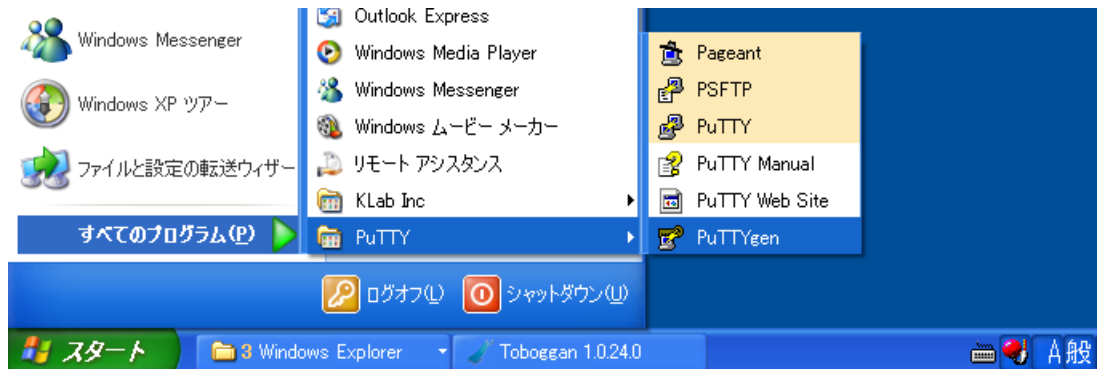 Windows Messenger
Windows XP ツアー
ファイルと設定の転送ウィザー
すべてのプログラム(P)
Outlook Express
Windows Media Player
Windows Messenger
Windows ムービー メーカー
リモート アシスタンス
KLab Inc
PuTTY
Pageant
PSFTP
PuTTY
PuTTY Manual
PuTTY Web Site
PuTTYgen
ログオフ(L)
シャットダウン(U)
スタート
3 Windows Explorer
Toboggan 1.0.24.0
A般